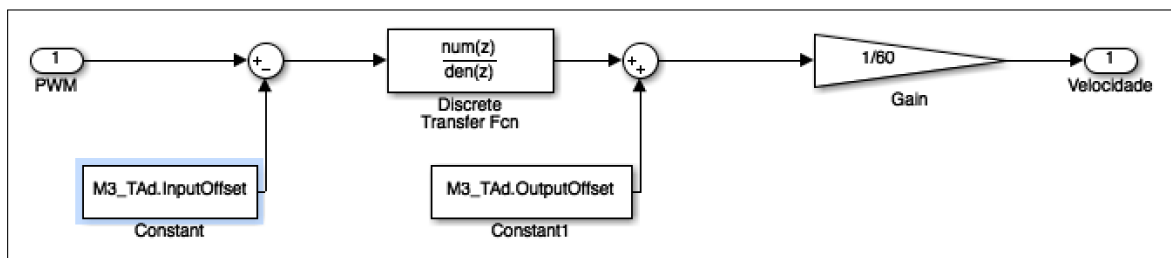 1
PWM
+
−
num(z)
den(z)
Discrete
Transfer Fcn
+
+
1/60
Gain
1
Velocidade
M3_TAd.InputOffset
Constant
M3_TAd.OutputOffset
Constant1